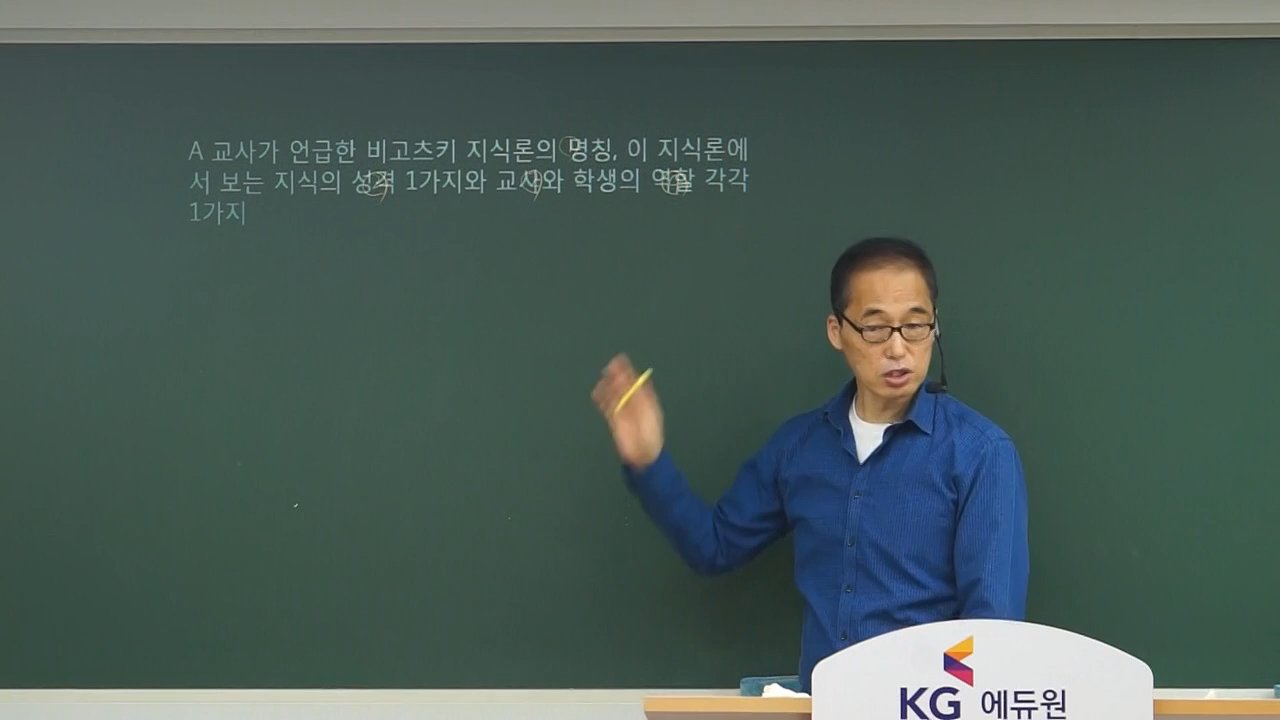 A 교사가 언급한 비고츠키 지식론의 명칭, 이 지식론에
서 보는 지식의 성격 1가지와 교사와 학생의 역할 각각
1가지
KG 에듀원